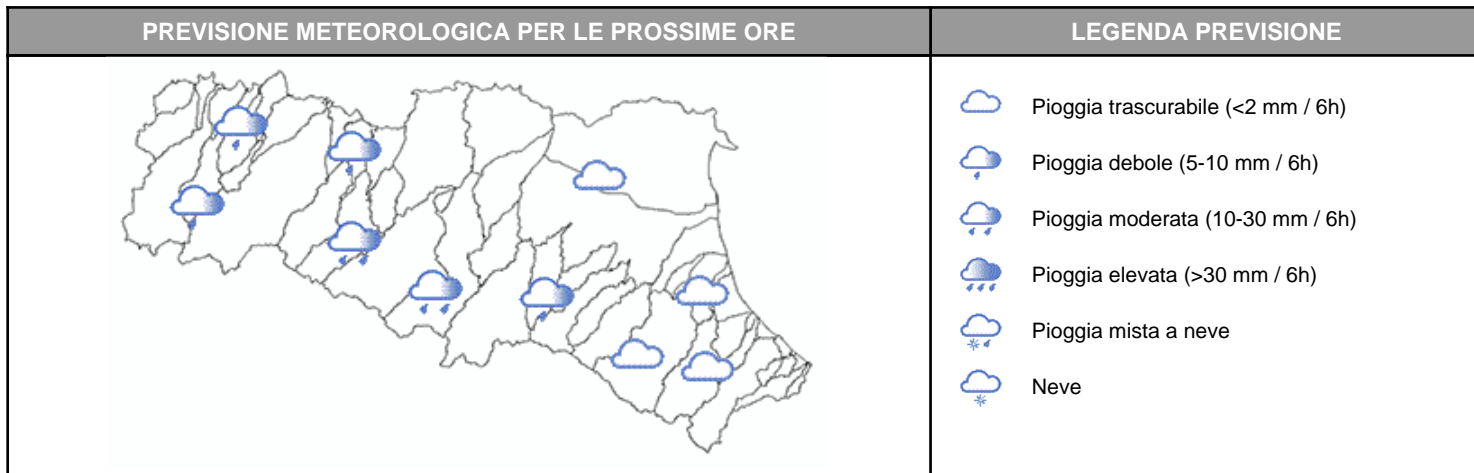 PREVISIONE METEOROLOGICA PER LE PROSSIME ORE
LEGENDA PREVISIONE
Pioggia trascurabile (<2 mm / 6h)
Pioggia debole (5-10 mm / 6h)
Pioggia moderata (10-30 mm / 6h)
Pioggia elevata (>30 mm / 6h)
Pioggia mista a neve
Neve